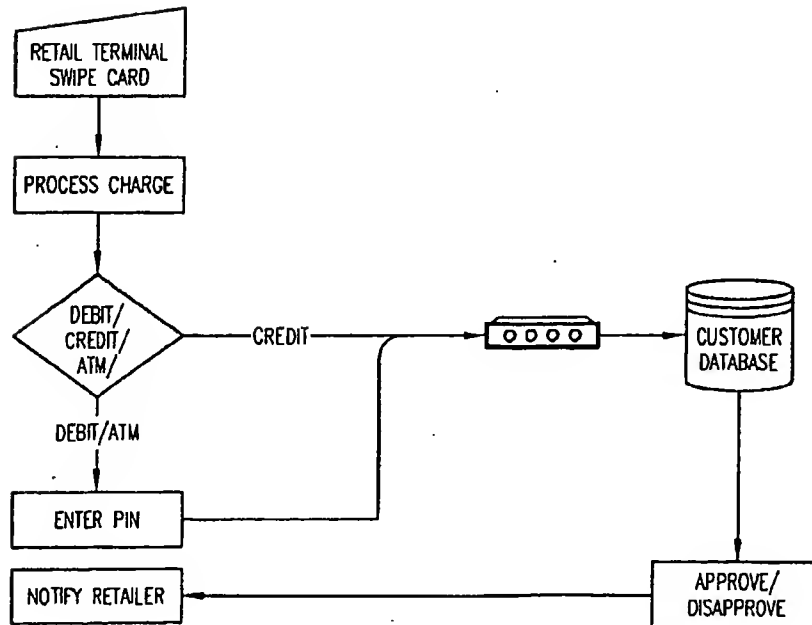 RETAIL TERMINAL
SWIPE CARD
PROCESS CHARGE
DEBIT/
CREDIT/
ATM/
CREDIT
CUSTOMER
DATABASE
DEBIT/ATM
ENTER PIN
NOTIFY RETAILER
APPROVE/
DISAPPROVE